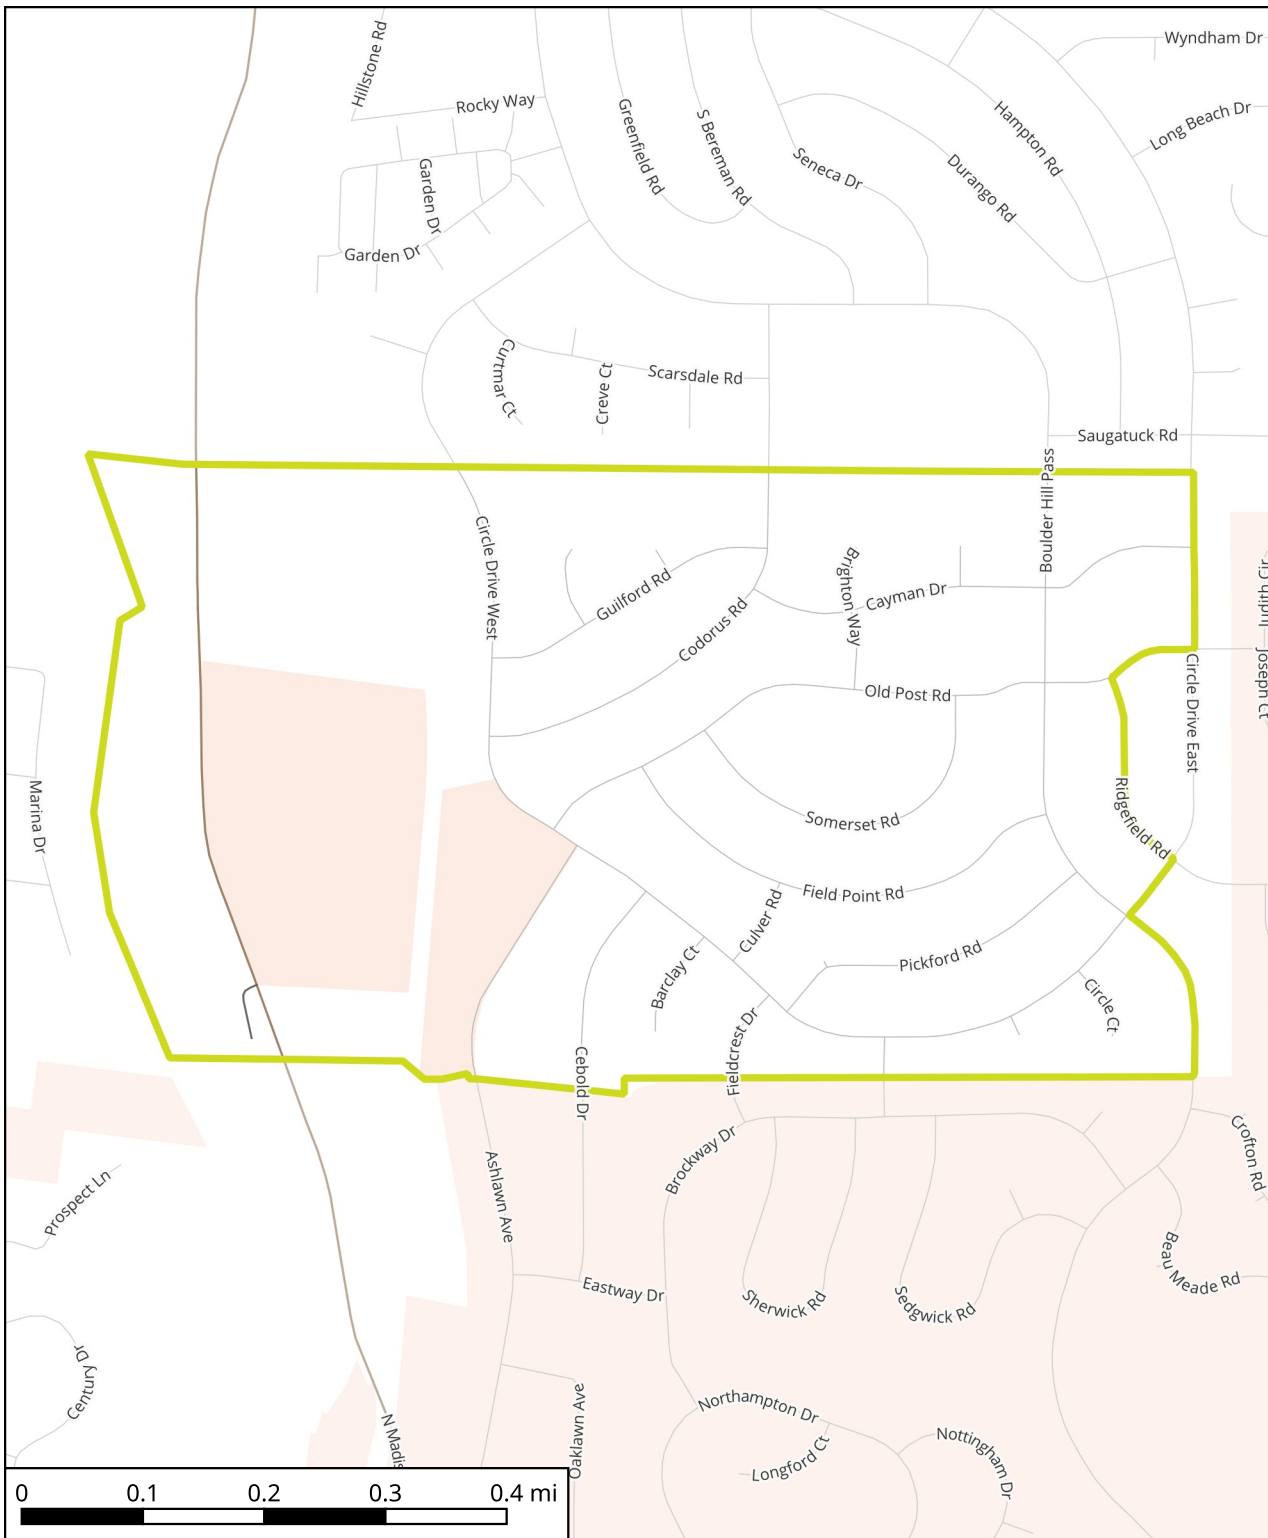 Hillstone Rd
Wyndham Dr
Rocky Way
Greenfield Rd
S Bereman Rd
Seneca Dr
Hampton Rd
Durango Rd
Long Beach Dr
Garden Dr
Garden Dr
Curtmar Ct
Creve Ct
Scarsdale Rd
Saugatuck Rd
Boulder Hill Pass
Circle Drive West
Guilford Rd
Codorus Rd
Brighton Way
Cayman Dr
Judith Cir
Joseph Ct
Old Post Rd
Circle Drive East
Marina Dr
Somerset Rd
Ridgefield Rd
Field Point Rd
Culver Rd
Barclay Ct
Pickford Rd
Circle Ct
Fieldcrest Dr
Cebold Dr
Brockway Dr
Crofton Rd
Prospect Ln
Ashlawn Ave
Beau Meade Rd
Eastway Dr
Sherwick Rd
Sedgwick Rd
Century Dr
N Madis
Oaklawn Ave
Northampton Dr
Longford Ct
Nottingham Dr
0 0.1 0.2 0.3 0.4 mi